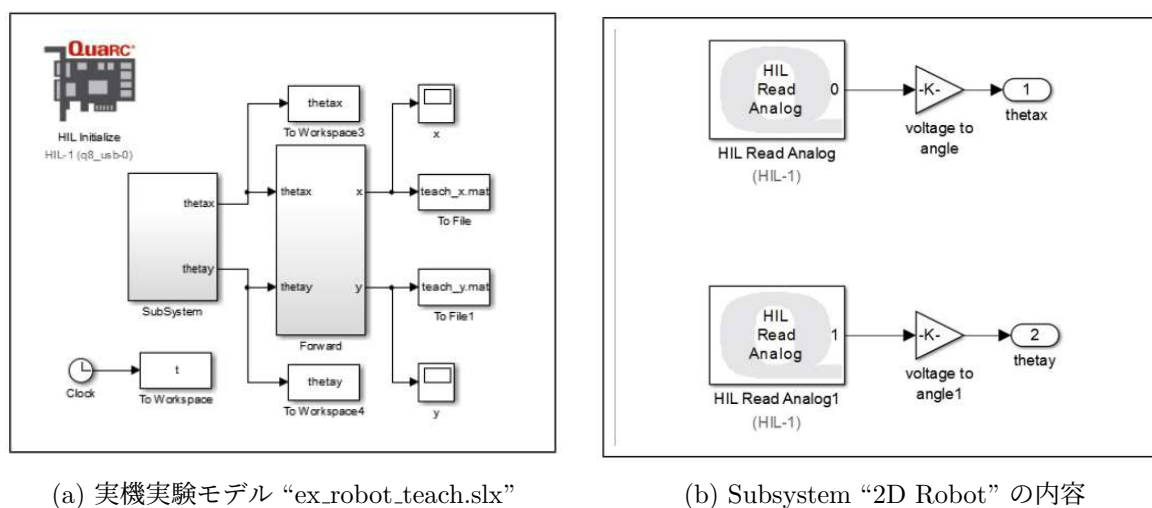 QUARC
HIL Initialize
HIL-1 (q8_usb-0)
thetax
To Workspace3
x
thetax
thetay
SubSystem
thetax
x
thetay
y
Forward
teach_x.mat
To File
teach_y.mat
To File1
Clock
t
To Workspace
thetay
To Workspace4
y
(a) 実機実験モデル “ex_robot_teach.slx”
HIL
Read
Analog
0
HIL Read Analog
(HIL-1)
-K-
voltage to
angle
1
thetax
HIL
Read
Analog
1
HIL Read Analog1
(HIL-1)
-K-
voltage to
angle1
2
thetay
(b) Subsystem “2D Robot” の内容